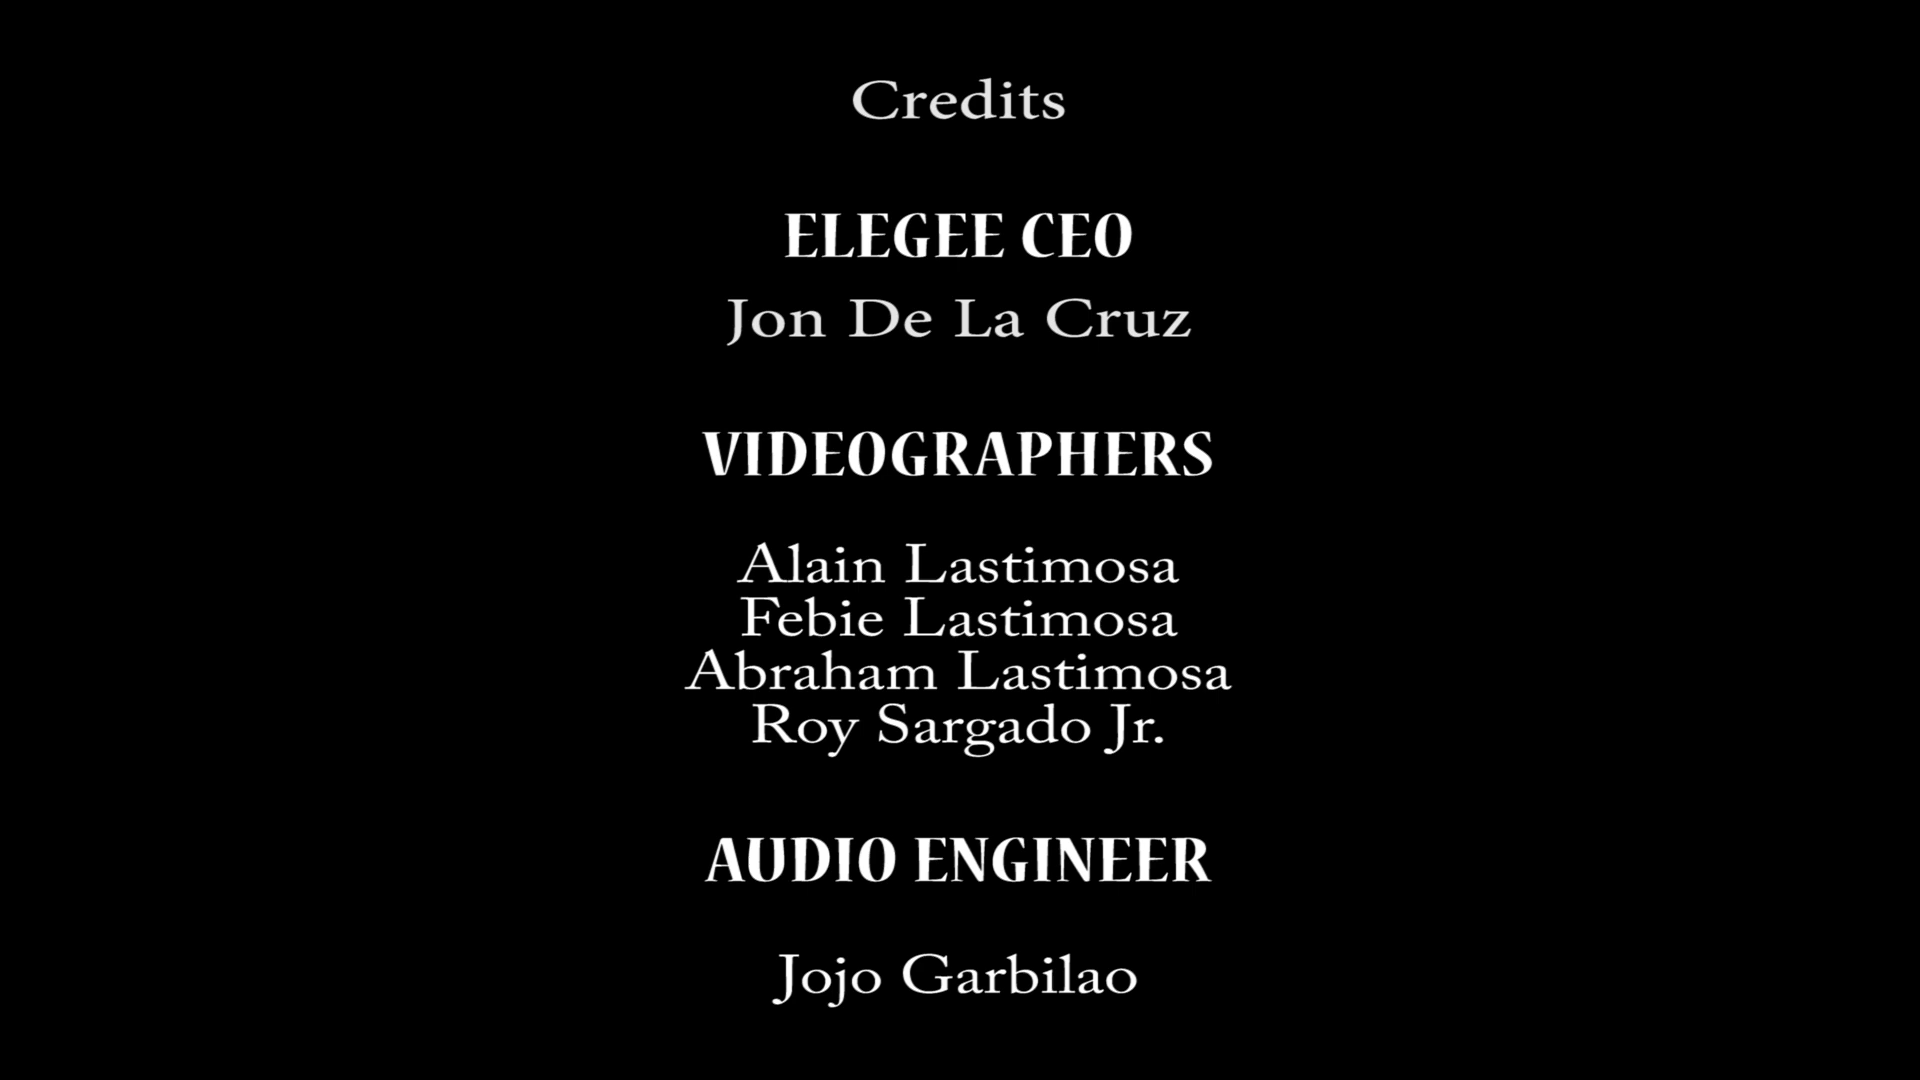 Credits
ELEGEE CEO
Jon De La Cruz
VIDEOGRAPHERS
Alain Lastimosa
Febie Lastimosa
Abraham Lastimosa
Roy Sargado Jr.
AUDIO ENGINEER
Jojo Garbilao